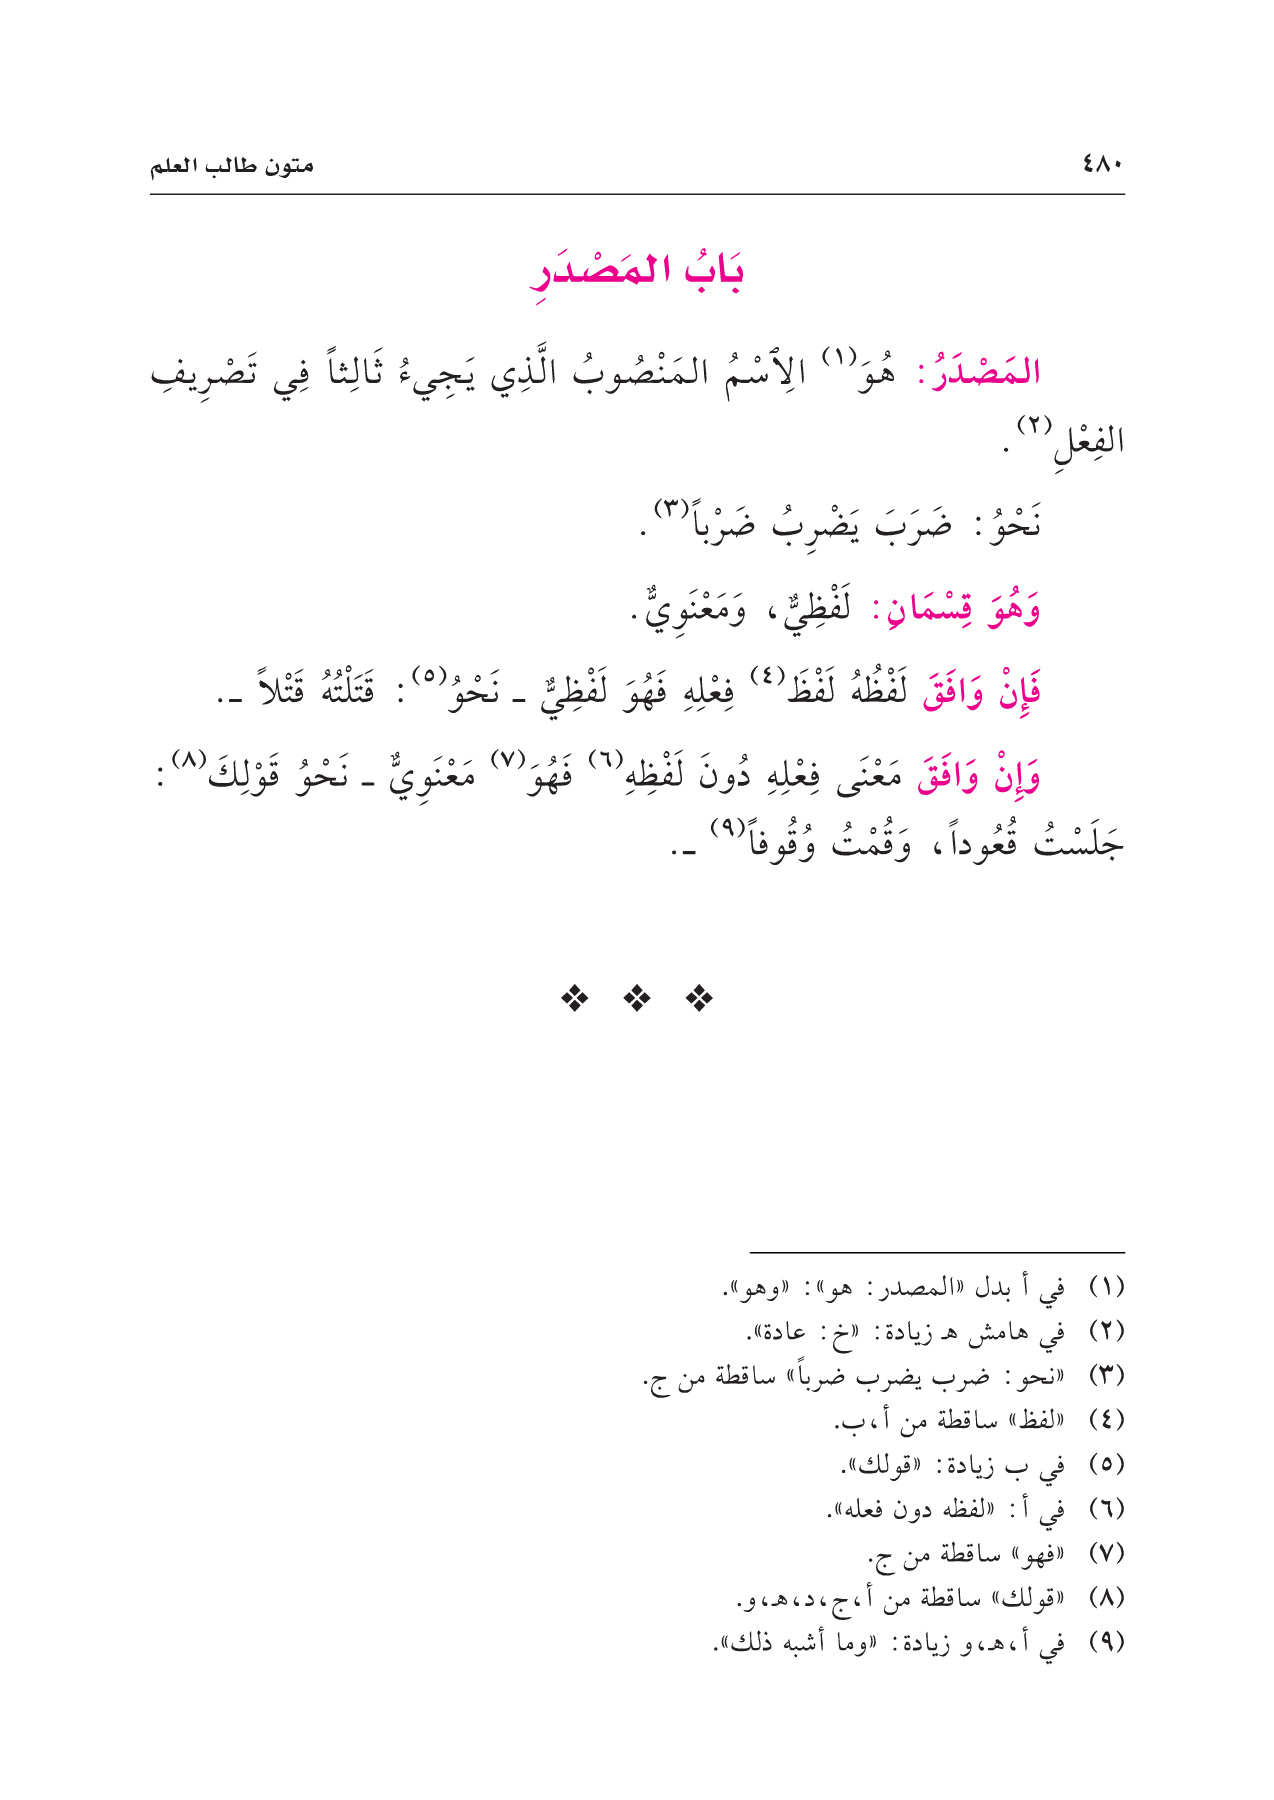 ٤٨٠
متون طالب العلم
بَابُ المَصْدَرِ
المَصْدَرُ: هُوَ(١) الِٱسْمُ المَنْصُوبُ الَّذِي يَجِيءُ ثَالِثاً فِي تَصْرِيفِ
الفِعْلِ(٢).
نَحْوُ: ضَرَبَ يَضْرِبُ ضَرْباً(٣).
وَهُوَ قِسْمَانِ: لَفْظِيٌّ، وَمَعْنَوِيٌّ.
فَإِنْ وَافَقَ لَفْظُهُ لَفْظَ(٤) فِعْلِهِ فَهُوَ لَفْظِيٌّ ـ نَحْوُ(٥): قَتَلْتُهُ قَتْلاً ـ.
وَإِنْ وَافَقَ مَعْنَى فِعْلِهِ دُونَ لَفْظِهِ(٦) فَهُوَ(٧) مَعْنَوِيٌّ ـ نَحْوُ قَوْلِكَ(٨):
جَلَسْتُ قُعُوداً، وَقُمْتُ وُقُوفاً(٩) ـ.
(١) في أ بدل «المصدر: هو»: «وهو».
(٢) في هامش هـ زيادة: «خ: عادة».
(٣) «نحو: ضرب يضرب ضرباً» ساقطة من ج.
(٤) «لفظ» ساقطة من أ،ب.
(٥) في ب زيادة: «قولك».
(٦) في أ: «لفظه دون فعله».
(٧) «فهو» ساقطة من ج.
(٨) «قولك» ساقطة من أ،ج،د،هـ،و.
(٩) في أ،هـ،و زيادة: «وما أشبه ذلك».